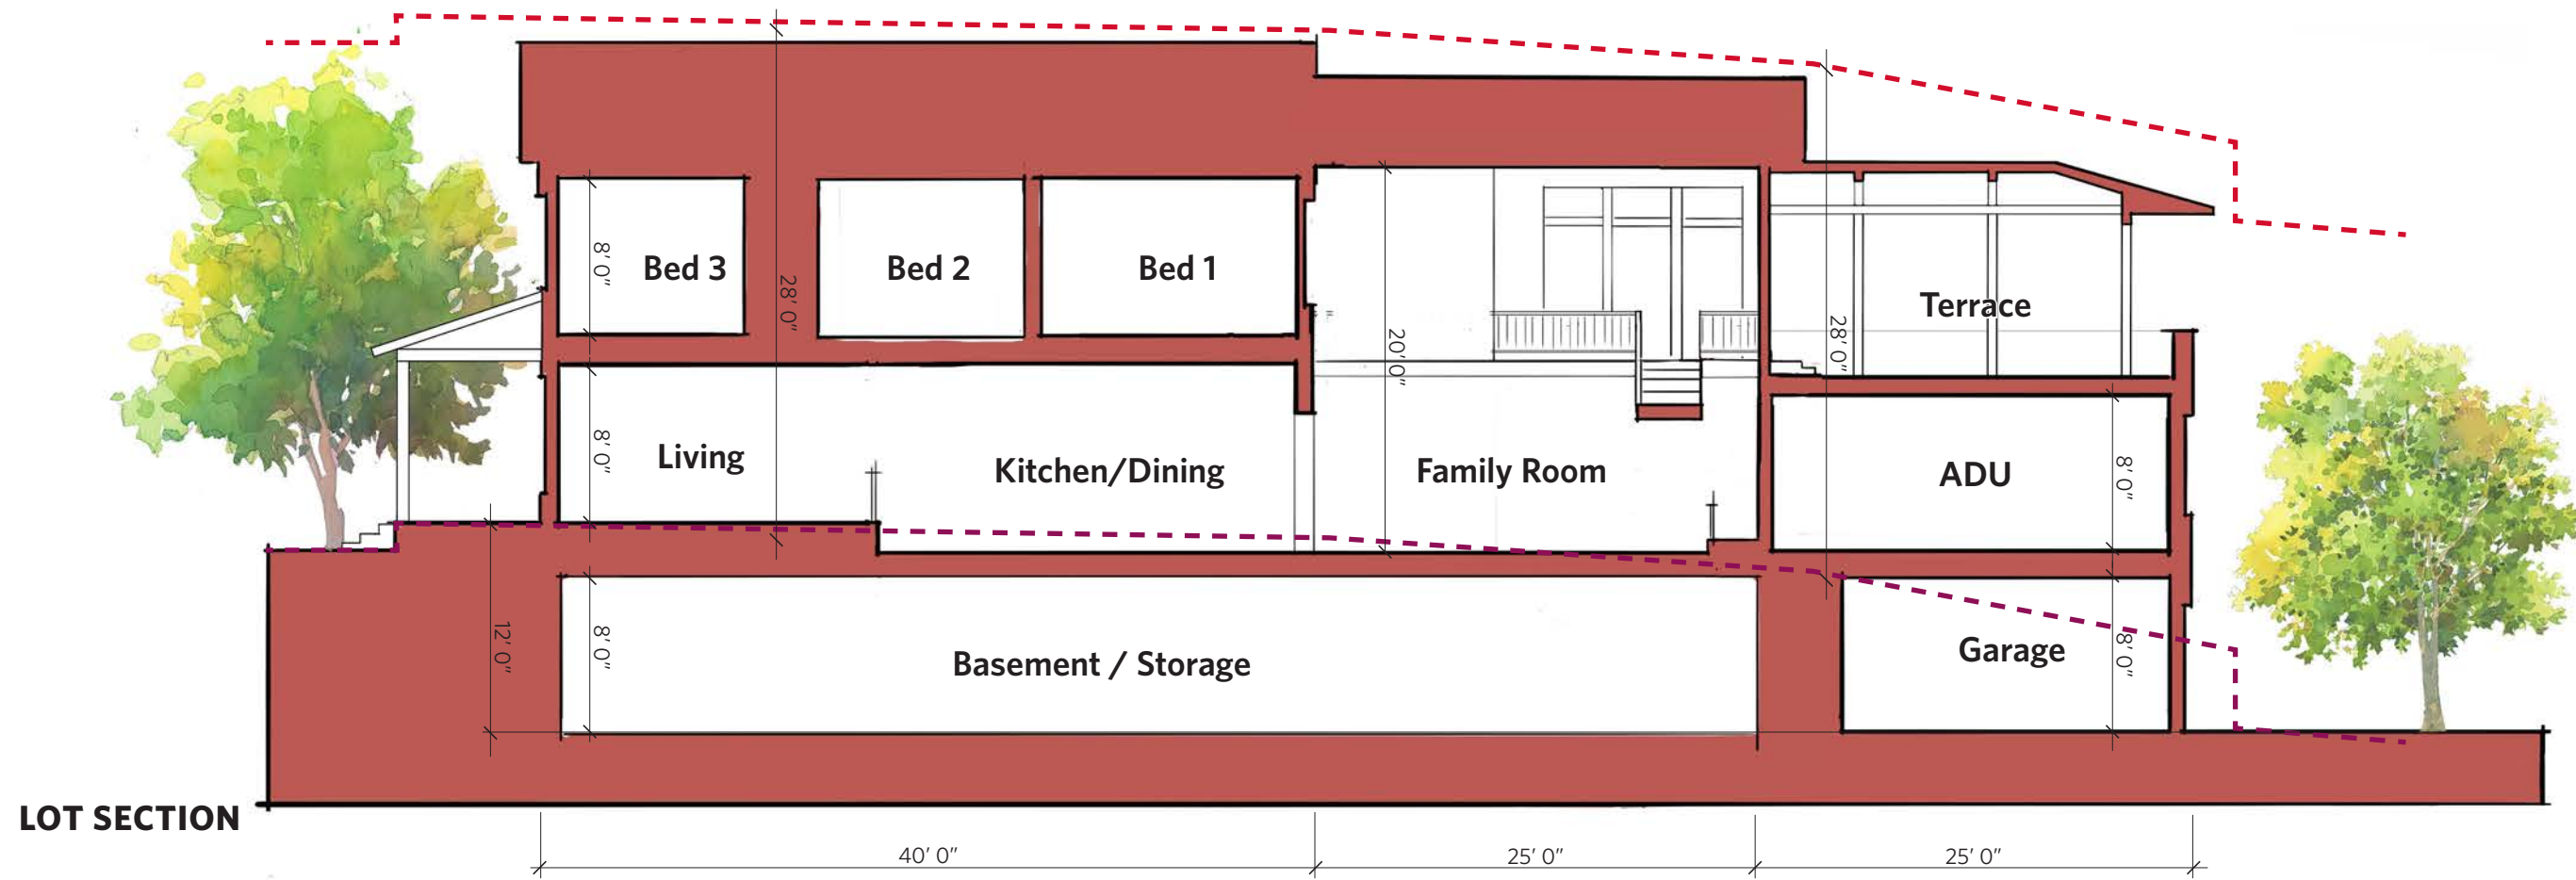 Bed 3
Bed 2
Bed 1
8' 0"
28' 0"
20' 0"
28' 0"
Terrace
8' 0"
Living
Kitchen/Dining
Family Room
ADU
8' 0"
12' 0"
8' 0"
Basement / Storage
Garage
8' 0"
LOT SECTION
40' 0"
25' 0"
25' 0"